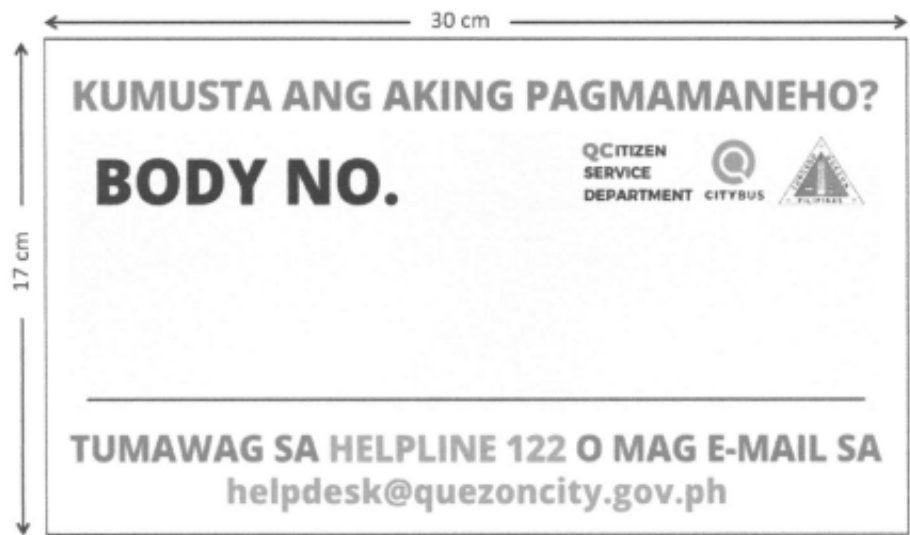 30 cm
17 cm
KUMUSTA ANG AKING PAGMAMANEHO?
BODY NO.
QCITIZEN
SERVICE
DEPARTMENT
CITYBUS
PILIPINAS
TUMAWAG SA HELPLINE 122 O MAG E-MAIL SA
helpdesk@quezoncity.gov.ph